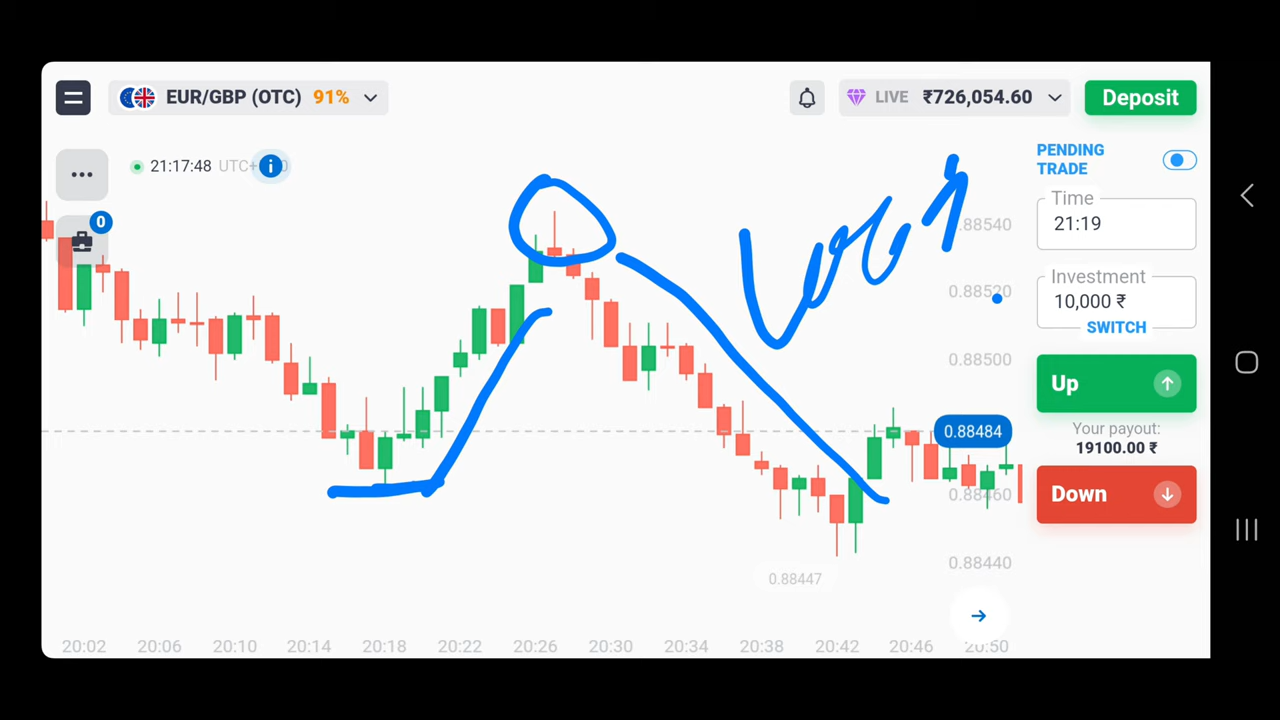 EUR/GBP (OTC) 91%
LIVE ₹726,054.60
Deposit
21:17:48 UTC+
i
0
PENDING
TRADE
Time
21:19
Investment
10,000 ₹
SWITCH
Up
Your payout:
19100.00 ₹
Down
0.88540
0.88520
0.88500
0.88484
0.88460
0.88440
0.88447
20:02 20:06 20:10 20:14 20:18 20:22 20:26 20:30 20:34 20:38 20:42 20:46 20:50